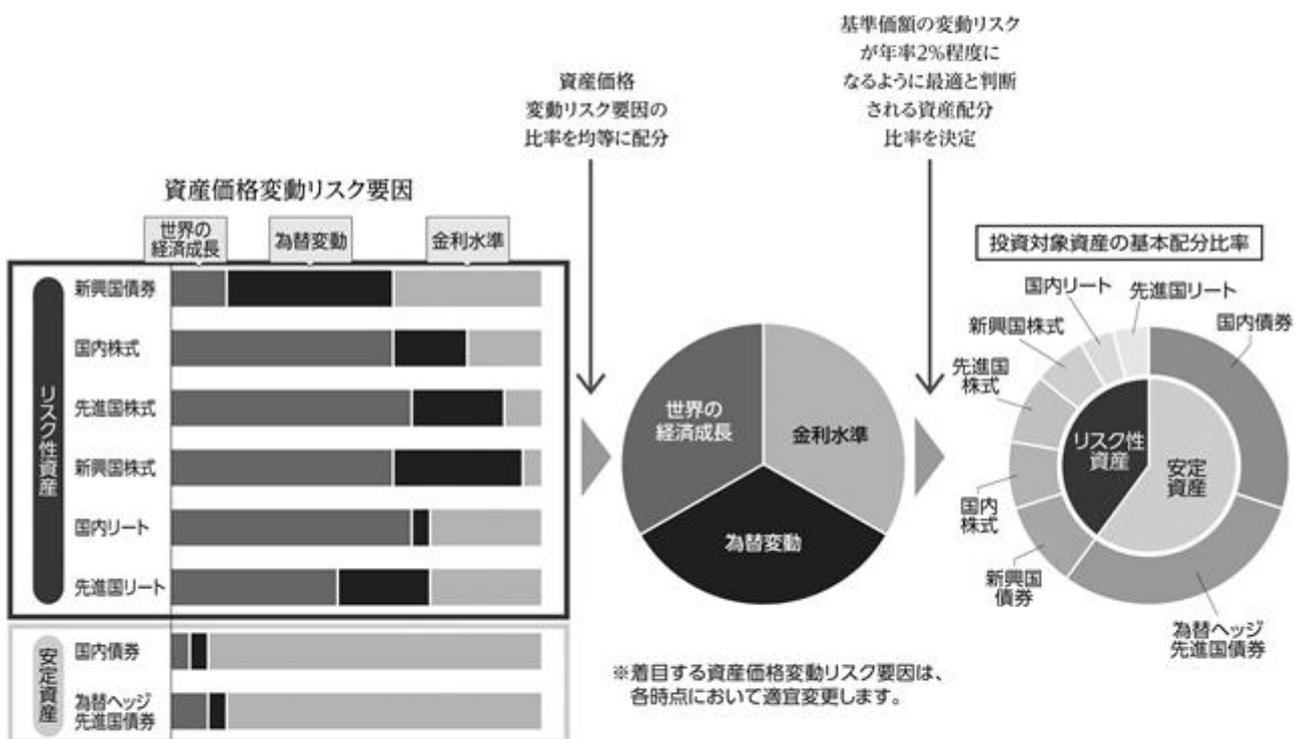 基準価額の変動リスク
が年率2%程度に
なるように最適と判断
される資産配分
比率を決定
資産価格
変動リスク要因の
比率を均等に配分
資産価格変動リスク要因
世界の
経済成長
為替変動
金利水準
リスク性資産
新興国債券
国内株式
先進国株式
新興国株式
国内リート
先進国リート
安定資産
国内債券
為替ヘッジ
先進国債券
世界の
経済成長
金利水準
為替変動
※着目する資産価格変動リスク要因は、
各時点において適宜変更します。
投資対象資産の基本配分比率
国内リート
先進国リート
新興国株式
国内債券
先進国
株式
リスク性
資産
安定
資産
国内
株式
新興国
債券
為替ヘッジ
先進国債券